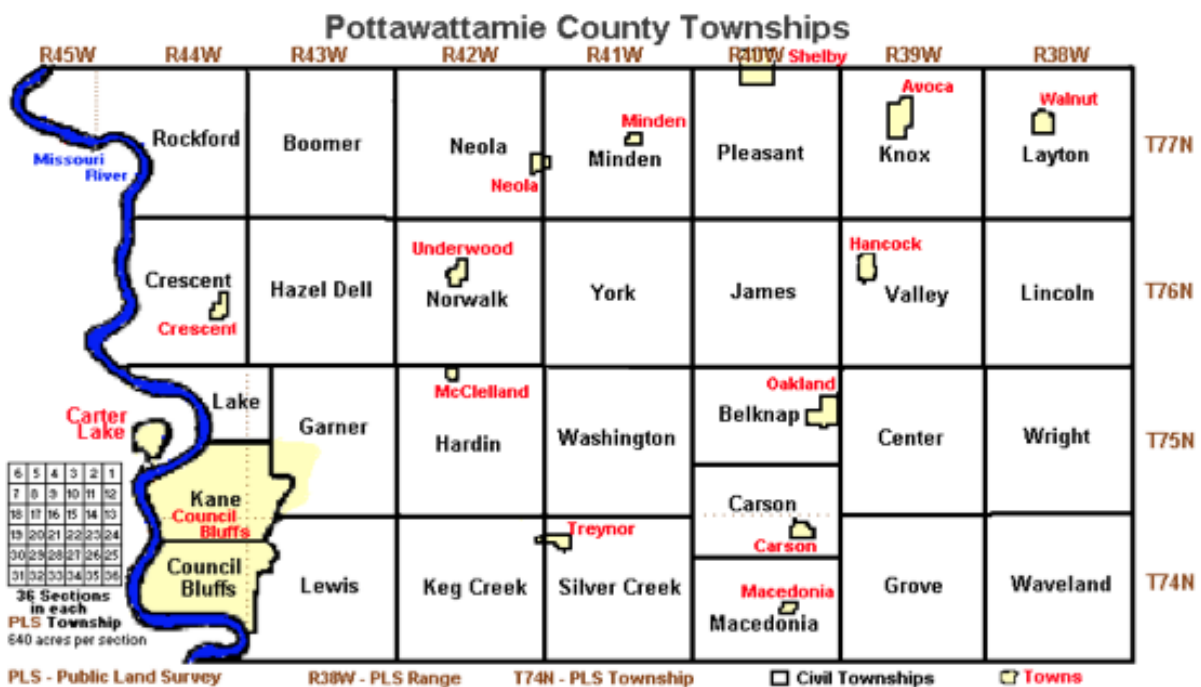 Pottawattamie County Townships
R45W R44W R43W R42W R41W R40W R39W R38W
Shelby
Avoca
Walnut
Rockford Boomer Neola Minden Minden Pleasant Knox Layton T77N
Missouri
River
Neola
Underwood
Hancock
Crescent Hazel Dell Norwalk York James Valley Lincoln T76N
Crescent
McClelland
Oakland
Lake
Carter
Lake
Garner Hardin Washington Belknap Center Wright T75N
6 5 4 3 2 1
7 8 9 10 11 12
18 17 16 15 14 13
19 20 21 22 23 24
30 29 28 27 26 25
31 32 33 34 35 36
Kane
Council
Bluffs
Carson
Treynor
Carson
Council
Bluffs
Lewis Keg Creek Silver Creek Grove Waveland T74N
Macedonia
Macedonia
36 Sections
in each
PLS Township
640 acres per section
PLS - Public Land Survey R38W - PLS Range T74N - PLS Township Civil Townships Towns